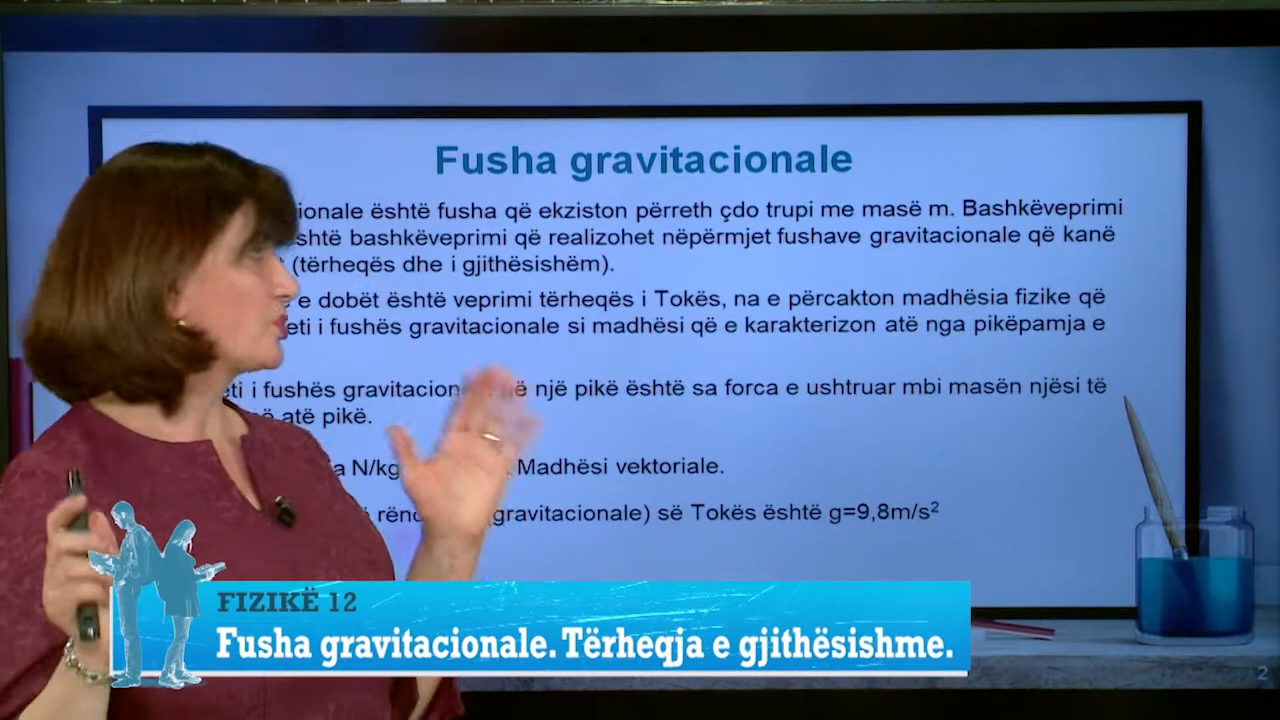 Fusha gravitacionale
ionale është fusha që ekziston përreth çdo trupi me masë m. Bashkëveprimi
shtë bashkëveprimi që realizohet nëpërmjet fushave gravitacionale që kanë
(tërheqës dhe i gjithësishëm).
e dobët është veprimi tërheqës i Tokës, na e përcakton madhësia fizike që
eti i fushës gravitacionale si madhësi që e karakterizon atë nga pikëpamja e
eti i fushës gravitacion një pikë është sa forca e ushtruar mbi masën njësi të
atë pikë.
N/kg Madhësi vektoriale.
rënd gravitacionale) së Tokës është g=9,8m/s²
FIZIKË 12
Fusha gravitacionale. Tërheqja e gjithësishme.
2